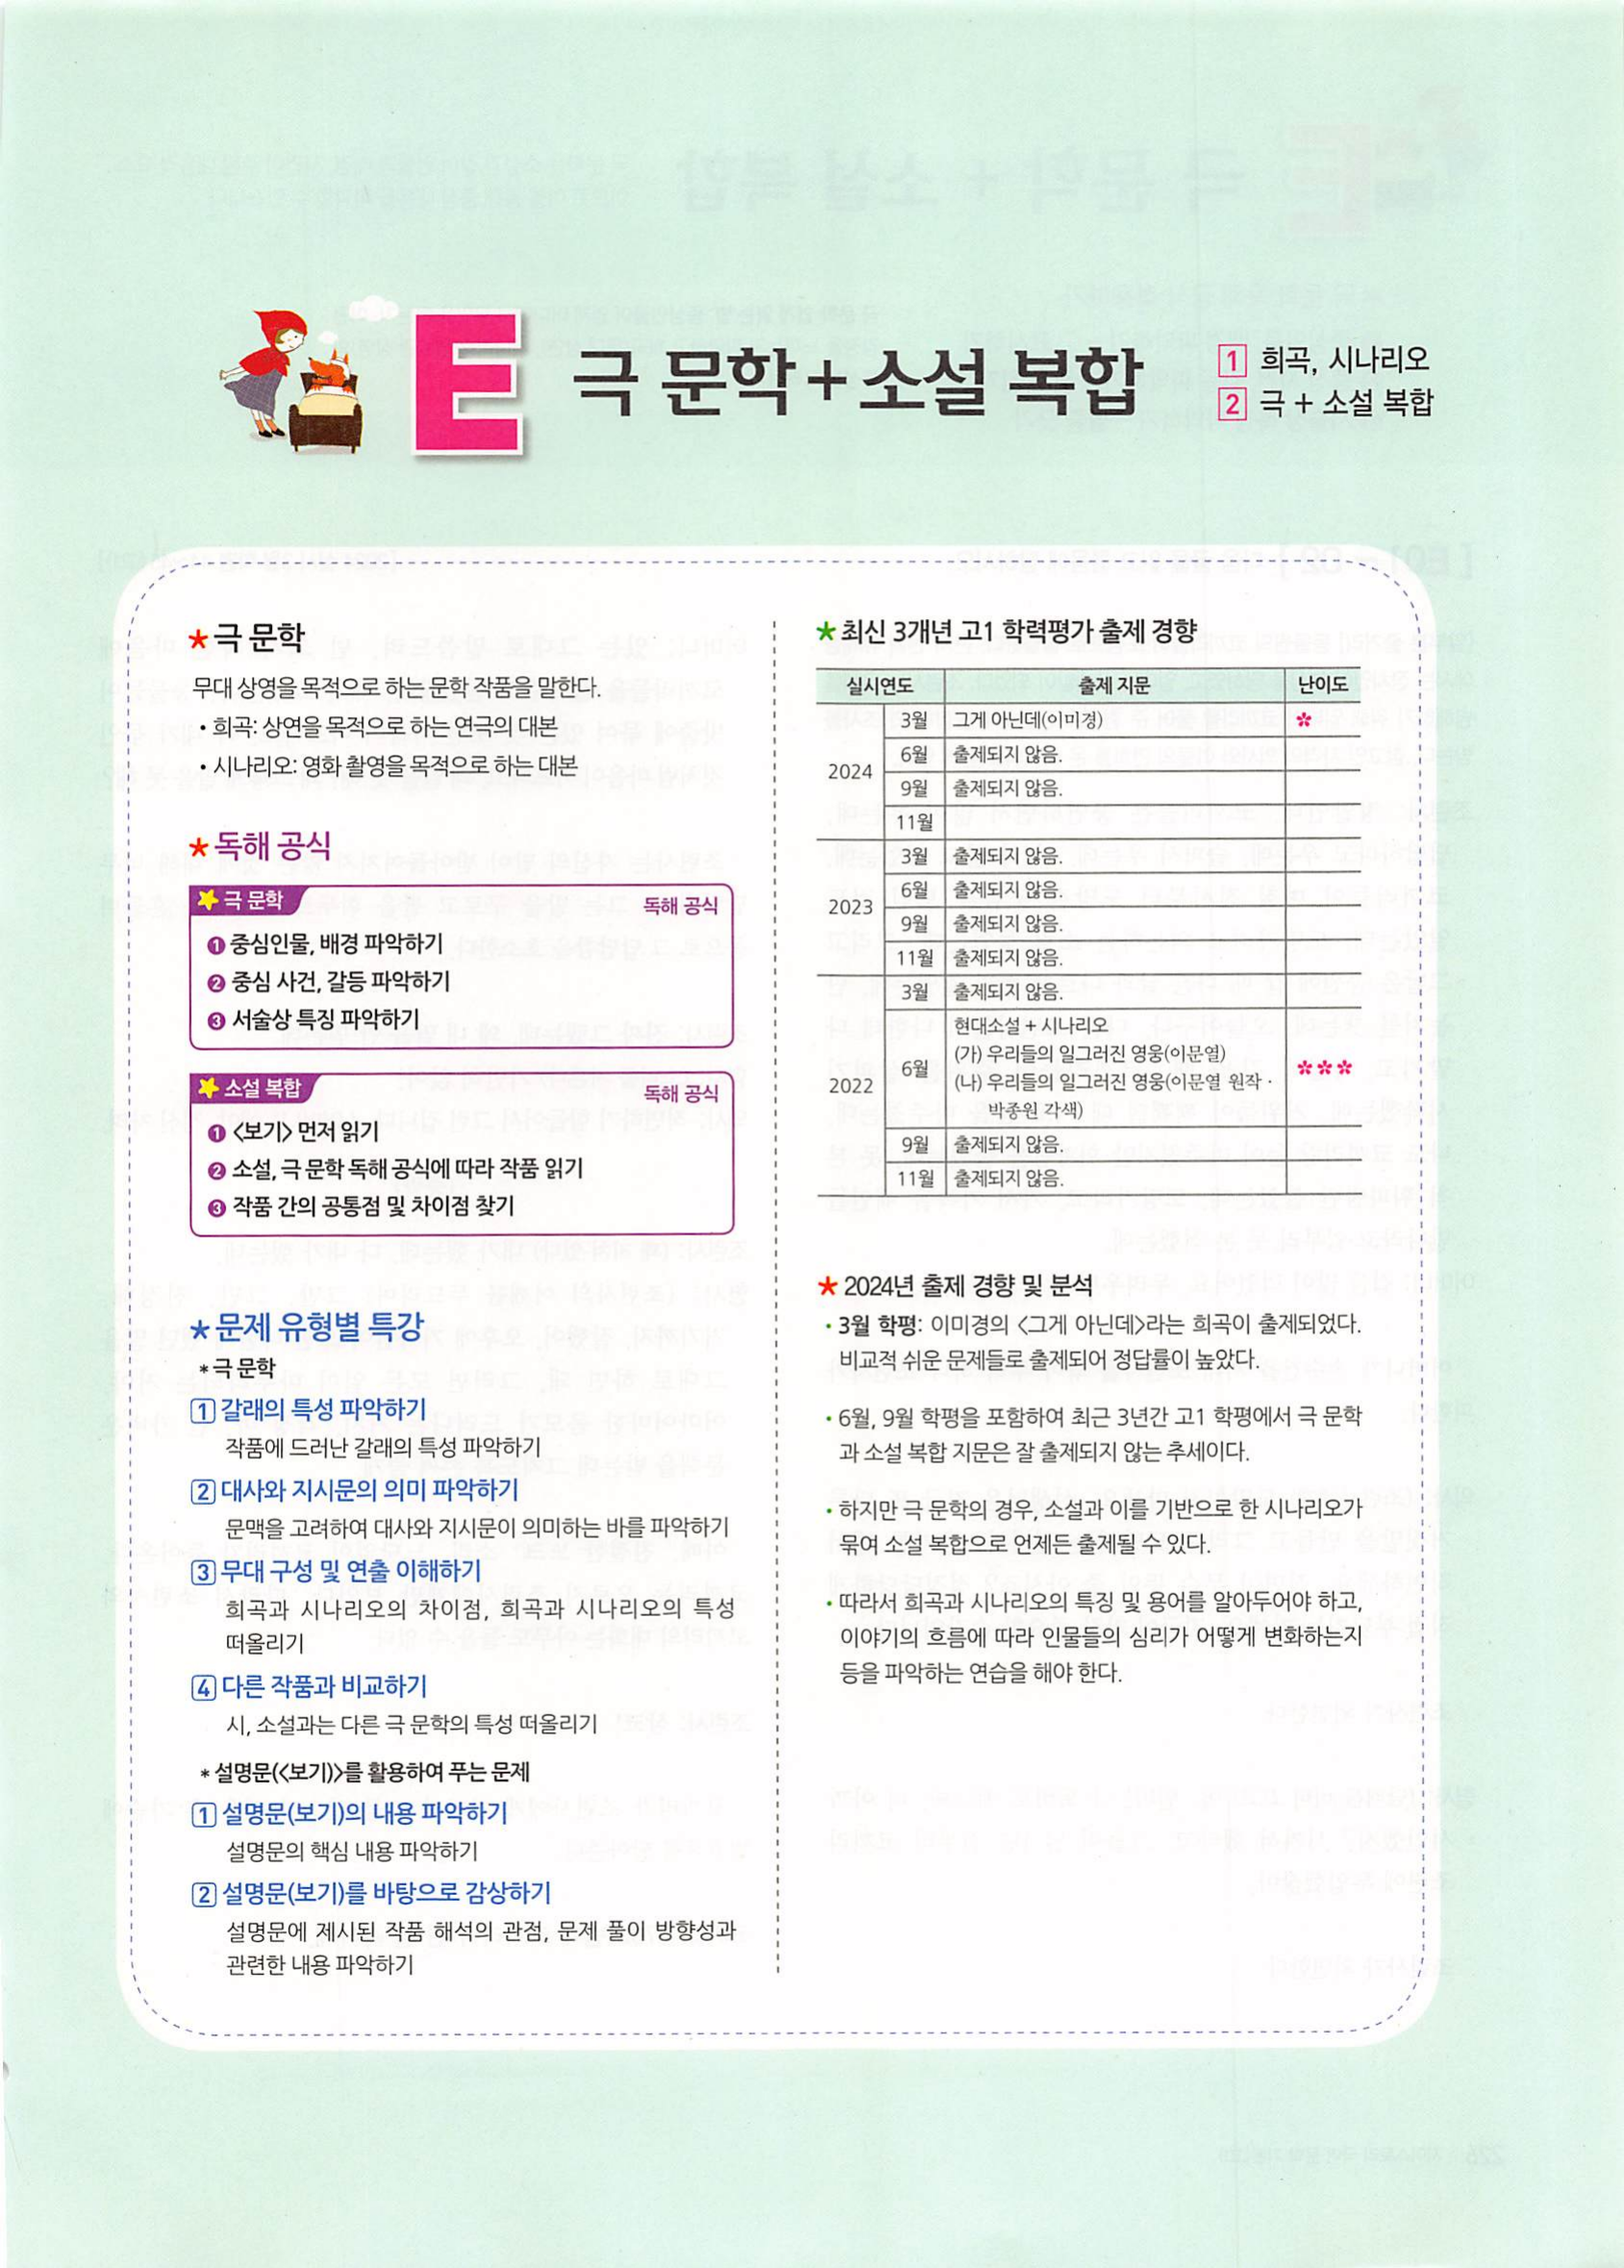 E 극 문학+소설 복합
1 희곡, 시나리오
2 극 + 소설 복합
★극 문학
무대 상영을 목적으로 하는 문학 작품을 말한다.
• 희곡: 상연을 목적으로 하는 연극의 대본
• 시나리오: 영화 촬영을 목적으로 하는 대본
★독해 공식
★ 극 문학 독해 공식
❶ 중심인물, 배경 파악하기
❷ 중심 사건, 갈등 파악하기
❸ 서술상 특징 파악하기
★ 소설 복합 독해 공식
❶ <보기> 먼저 읽기
❷ 소설, 극 문학 독해 공식에 따라 작품 읽기
❸ 작품 간의 공통점 및 차이점 찾기
★문제 유형별 특강
* 극 문학
1 갈래의 특성 파악하기
작품에 드러난 갈래의 특성 파악하기
2 대사와 지시문의 의미 파악하기
문맥을 고려하여 대사와 지시문이 의미하는 바를 파악하기
3 무대 구성 및 연출 이해하기
희곡과 시나리오의 차이점, 희곡과 시나리오의 특성
떠올리기
4 다른 작품과 비교하기
시, 소설과는 다른 극 문학의 특성 떠올리기
* 설명문(<보기)>를 활용하여 푸는 문제
1 설명문(보기)의 내용 파악하기
설명문의 핵심 내용 파악하기
2 설명문(보기)를 바탕으로 감상하기
설명문에 제시된 작품 해석의 관점, 문제 풀이 방향성과
관련한 내용 파악하기
★최신 3개년 고1 학력평가 출제 경향
실시연도 출제 지문 난이도
3월 그게 아닌데(이미경) *
6월 출제되지 않음.
2024
9월 출제되지 않음.
11월
3월 출제되지 않음.
6월 출제되지 않음.
2023
9월 출제되지 않음.
11월 출제되지 않음.
3월 출제되지 않음.
현대소설 + 시나리오
(가) 우리들의 일그러진 영웅(이문열)
6월 ***
2022
(나) 우리들의 일그러진 영웅(이문열 원작 ·
박종원 각색)
9월 출제되지 않음.
11월 출제되지 않음.
★ 2024년 출제 경향 및 분석
• 3월 학평: 이미경의 <그게 아닌데>라는 희곡이 출제되었다.
비교적 쉬운 문제들로 출제되어 정답률이 높았다.
• 6월, 9월 학평을 포함하여 최근 3년간 고1 학평에서 극 문학
과 소설 복합 지문은 잘 출제되지 않는 추세이다.
• 하지만 극 문학의 경우, 소설과 이를 기반으로 한 시나리오가
묶여 소설 복합으로 언제든 출제될 수 있다.
• 따라서 희곡과 시나리오의 특징 및 용어를 알아두어야 하고,
이야기의 흐름에 따라 인물들의 심리가 어떻게 변화하는지
등을 파악하는 연습을 해야 한다.